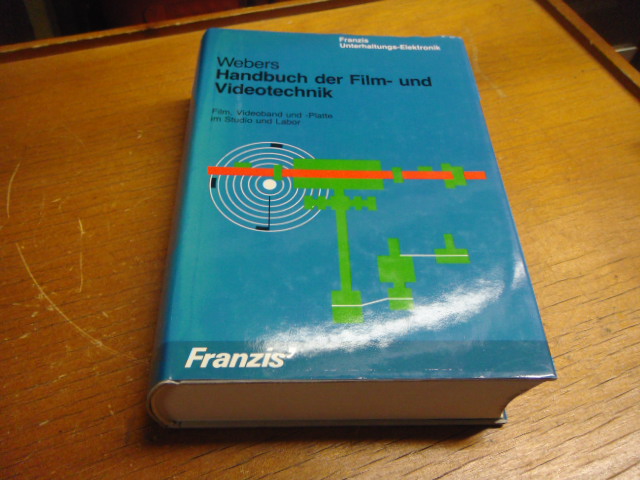 Franzis
Unterhaltungs-Elektronik
Webers
Handbuch der Film- und
Videotechnik
Film, Videoband und -Platte
im Studio und Labor
Franzis'